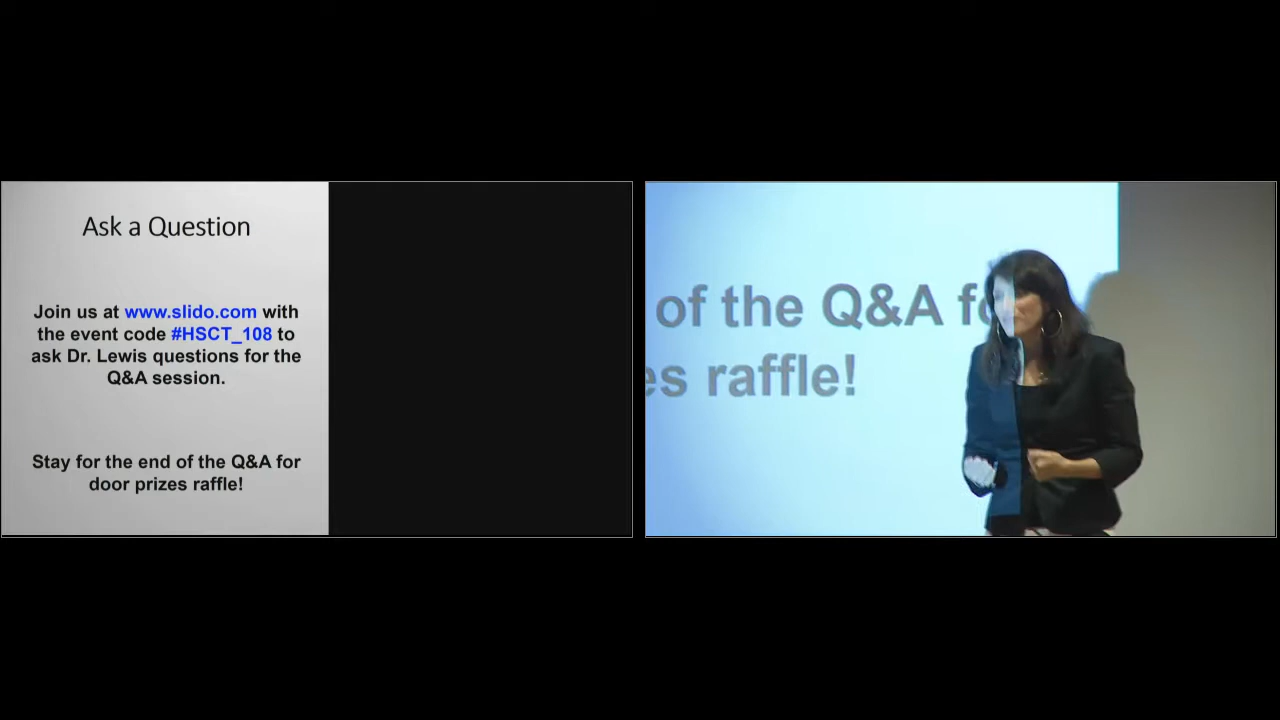 Ask a Question
Join us at www.slido.com with
the event code #HSCT_108 to
ask Dr. Lewis questions for the
Q&A session.
Stay for the end of the Q&A for
door prizes raffle!
of the Q&A fo
es raffle!